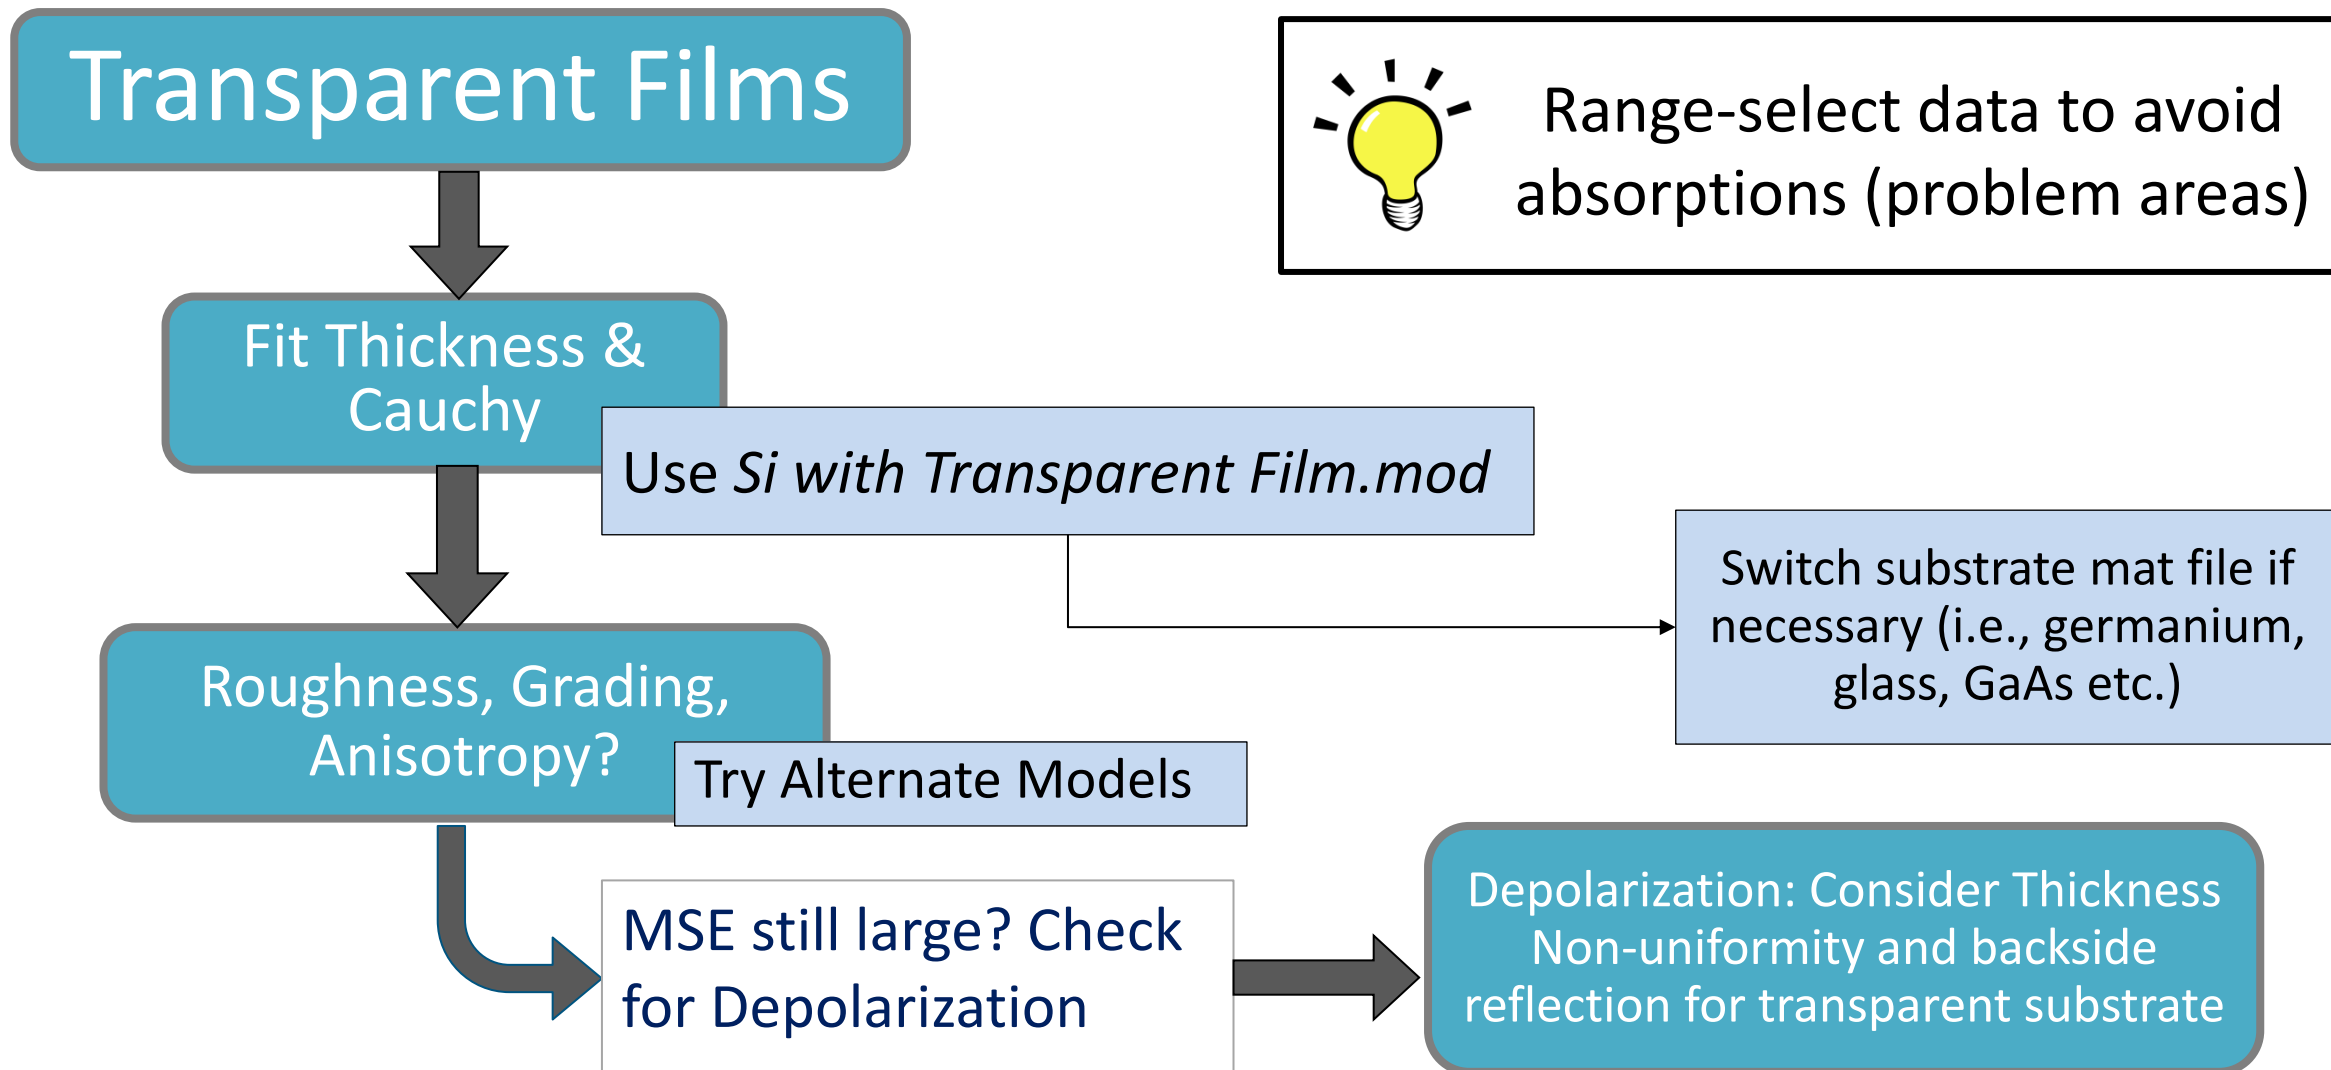 Transparent Films
Range-select data to avoid
absorptions (problem areas)
Fit Thickness &
Cauchy
Use Si with Transparent Film.mod
Switch substrate mat file if
necessary (i.e., germanium,
glass, GaAs etc.)
Roughness, Grading,
Anisotropy?
Try Alternate Models
MSE still large? Check
for Depolarization
Depolarization: Consider Thickness
Non-uniformity and backside
reflection for transparent substrate